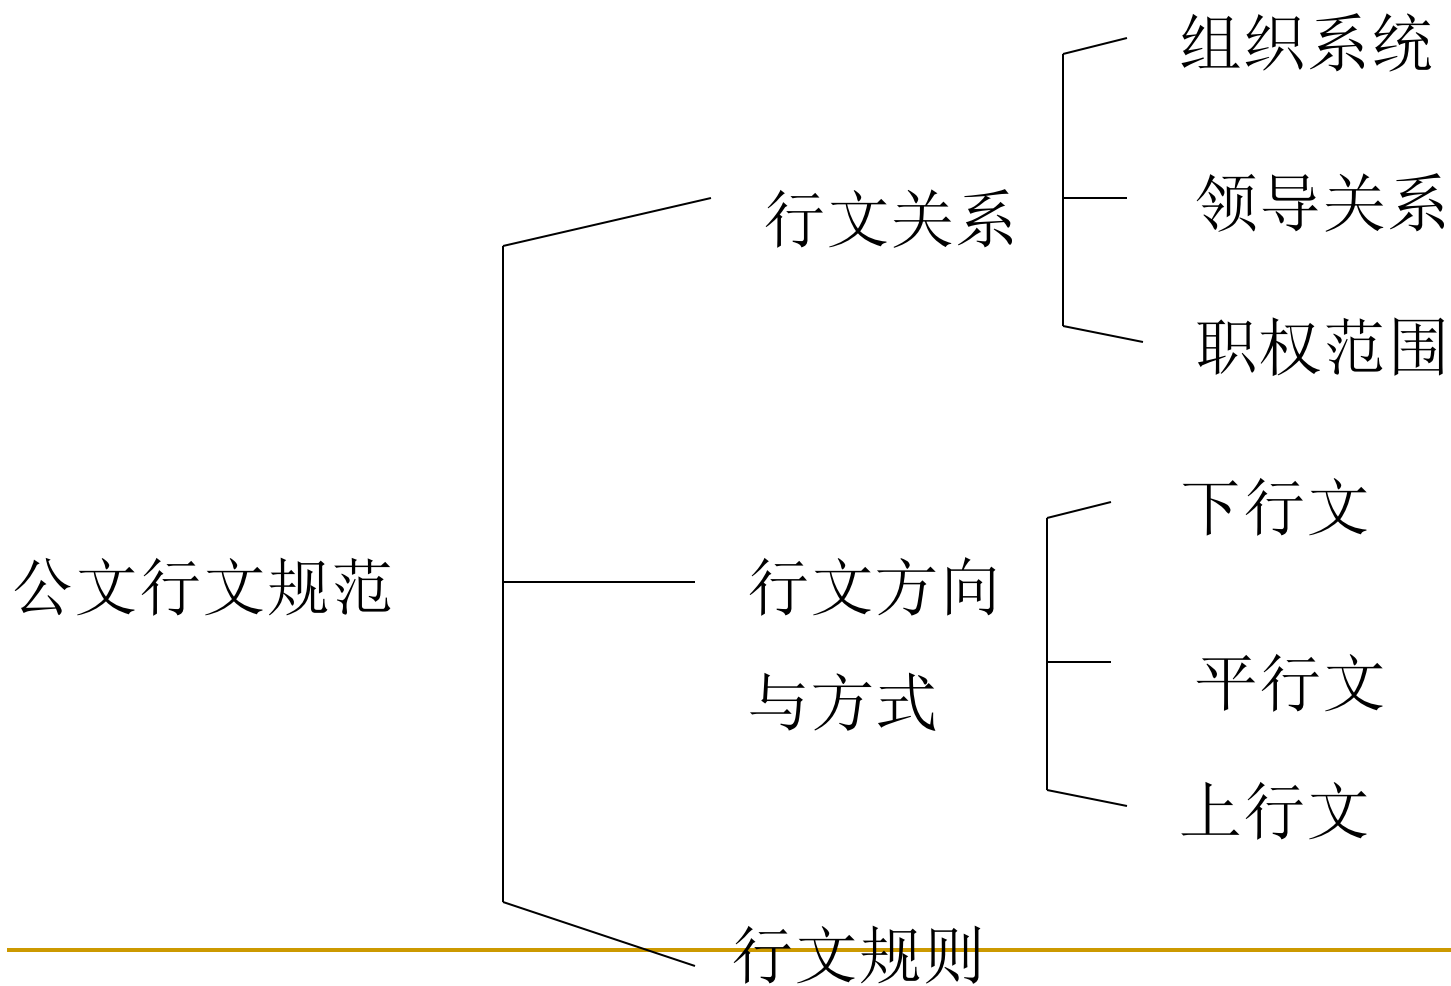 组织系统
领导关系
行文关系
职权范围
下行文
公文行文规范
行文方向
与方式
平行文
上行文
行文规则